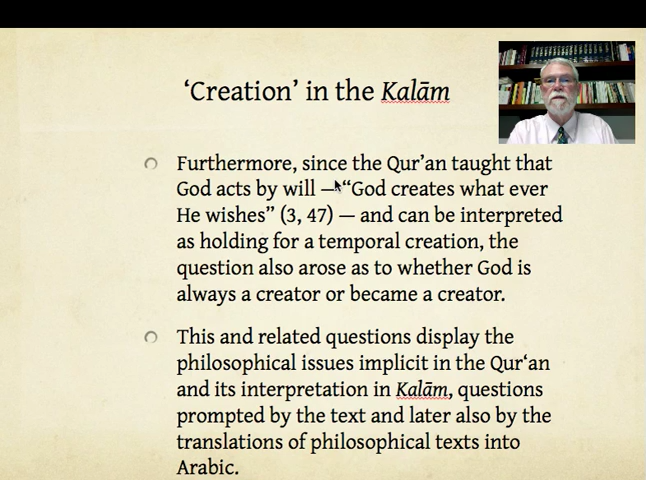 ‘Creation’ in the Kalām
Furthermore, since the Qur’an taught that
God acts by will —“God creates what ever
He wishes” (3, 47) — and can be interpreted
as holding for a temporal creation, the
question also arose as to whether God is
always a creator or became a creator.
This and related questions display the
philosophical issues implicit in the Qur‘an
and its interpretation in Kalām, questions
prompted by the text and later also by the
translations of philosophical texts into
Arabic.